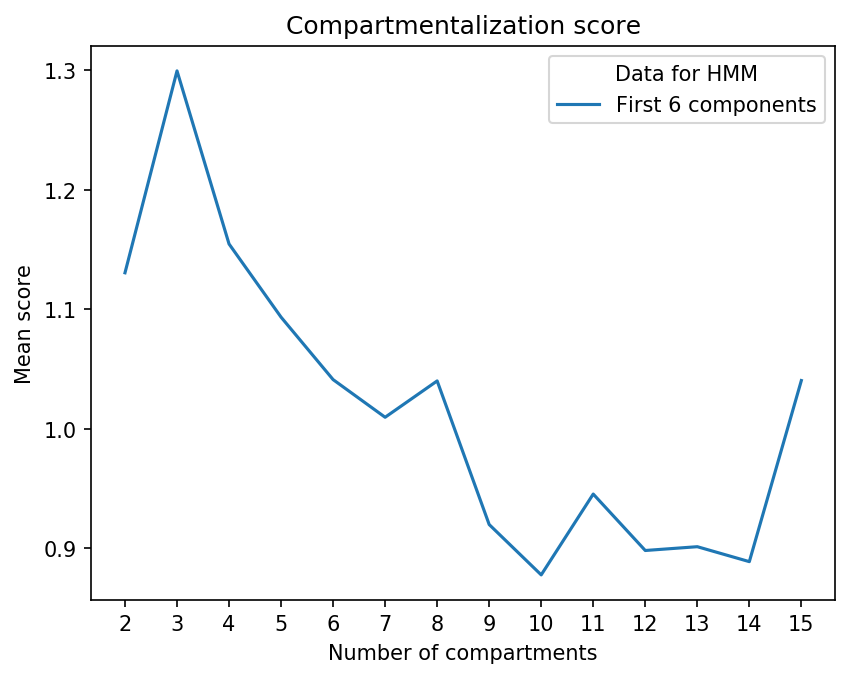 Compartmentalization score
Data for HMM
First 6 components
1.3
1.2
1.1
1.0
0.9
Mean score
2 3 4 5 6 7 8 9 10 11 12 13 14 15
Number of compartments